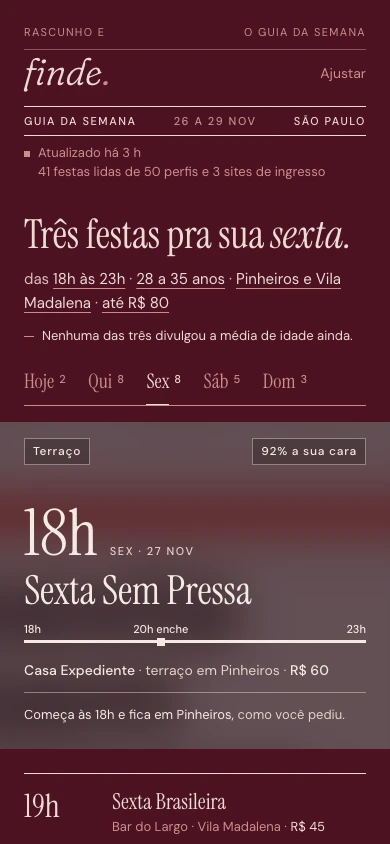 RASCUNHO E O GUIA DA SEMANA
finde. Ajustar
GUIA DA SEMANA 26 A 29 NOV SÃO PAULO
Atualizado há 3 h
41 festas lidas de 50 perfis e 3 sites de ingresso
Três festas pra sua sexta.
das 18h às 23h · 28 a 35 anos · Pinheiros e Vila
Madalena · até R$ 80
— Nenhuma das três divulgou a média de idade ainda.
Hoje 2 Qui 8 Sex 8 Sáb 5 Dom 3
Terraço 92% a sua cara
18h SEX · 27 NOV
Sexta Sem Pressa
18h 20h enche 23h
Casa Expediente · terraço em Pinheiros · R$ 60
Começa às 18h e fica em Pinheiros, como você pediu.
19h Sexta Brasileira
Bar do Largo · Vila Madalena · R$ 45